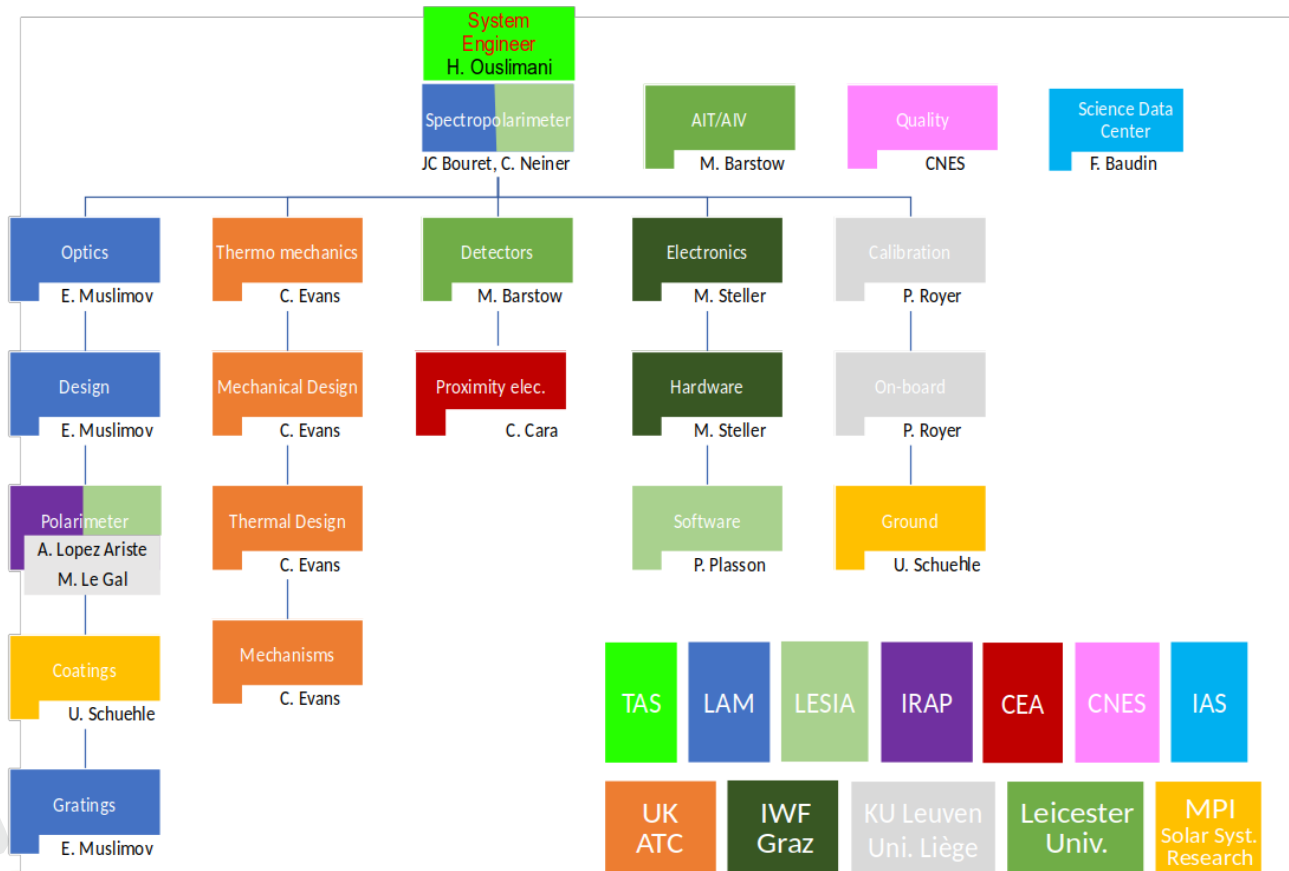 System
Engineer
H. Ouslimani
Spectropolarimeter
JC Bouret, C. Neiner
AIT/AIV
M. Barstow
Quality
CNES
Science Data
Center
F. Baudin
Optics
E. Muslimov
Thermo mechanics
C. Evans
Detectors
M. Barstow
Electronics
M. Steller
Calibration
P. Royer
Design
E. Muslimov
Mechanical Design
C. Evans
Proximity elec.
C. Cara
Hardware
M. Steller
On-board
P. Royer
Polarimeter
A. Lopez Ariste
M. Le Gal
Thermal Design
C. Evans
Software
P. Plasson
Ground
U. Schuehle
Coatings
U. Schuehle
Mechanisms
C. Evans
Gratings
E. Muslimov
TAS
LAM
LESIA
IRAP
CEA
CNES
IAS
UK
ATC
IWF
Graz
KU Leuven
Uni. Liège
Leicester
Univ.
MPI
Solar Syst.
Research